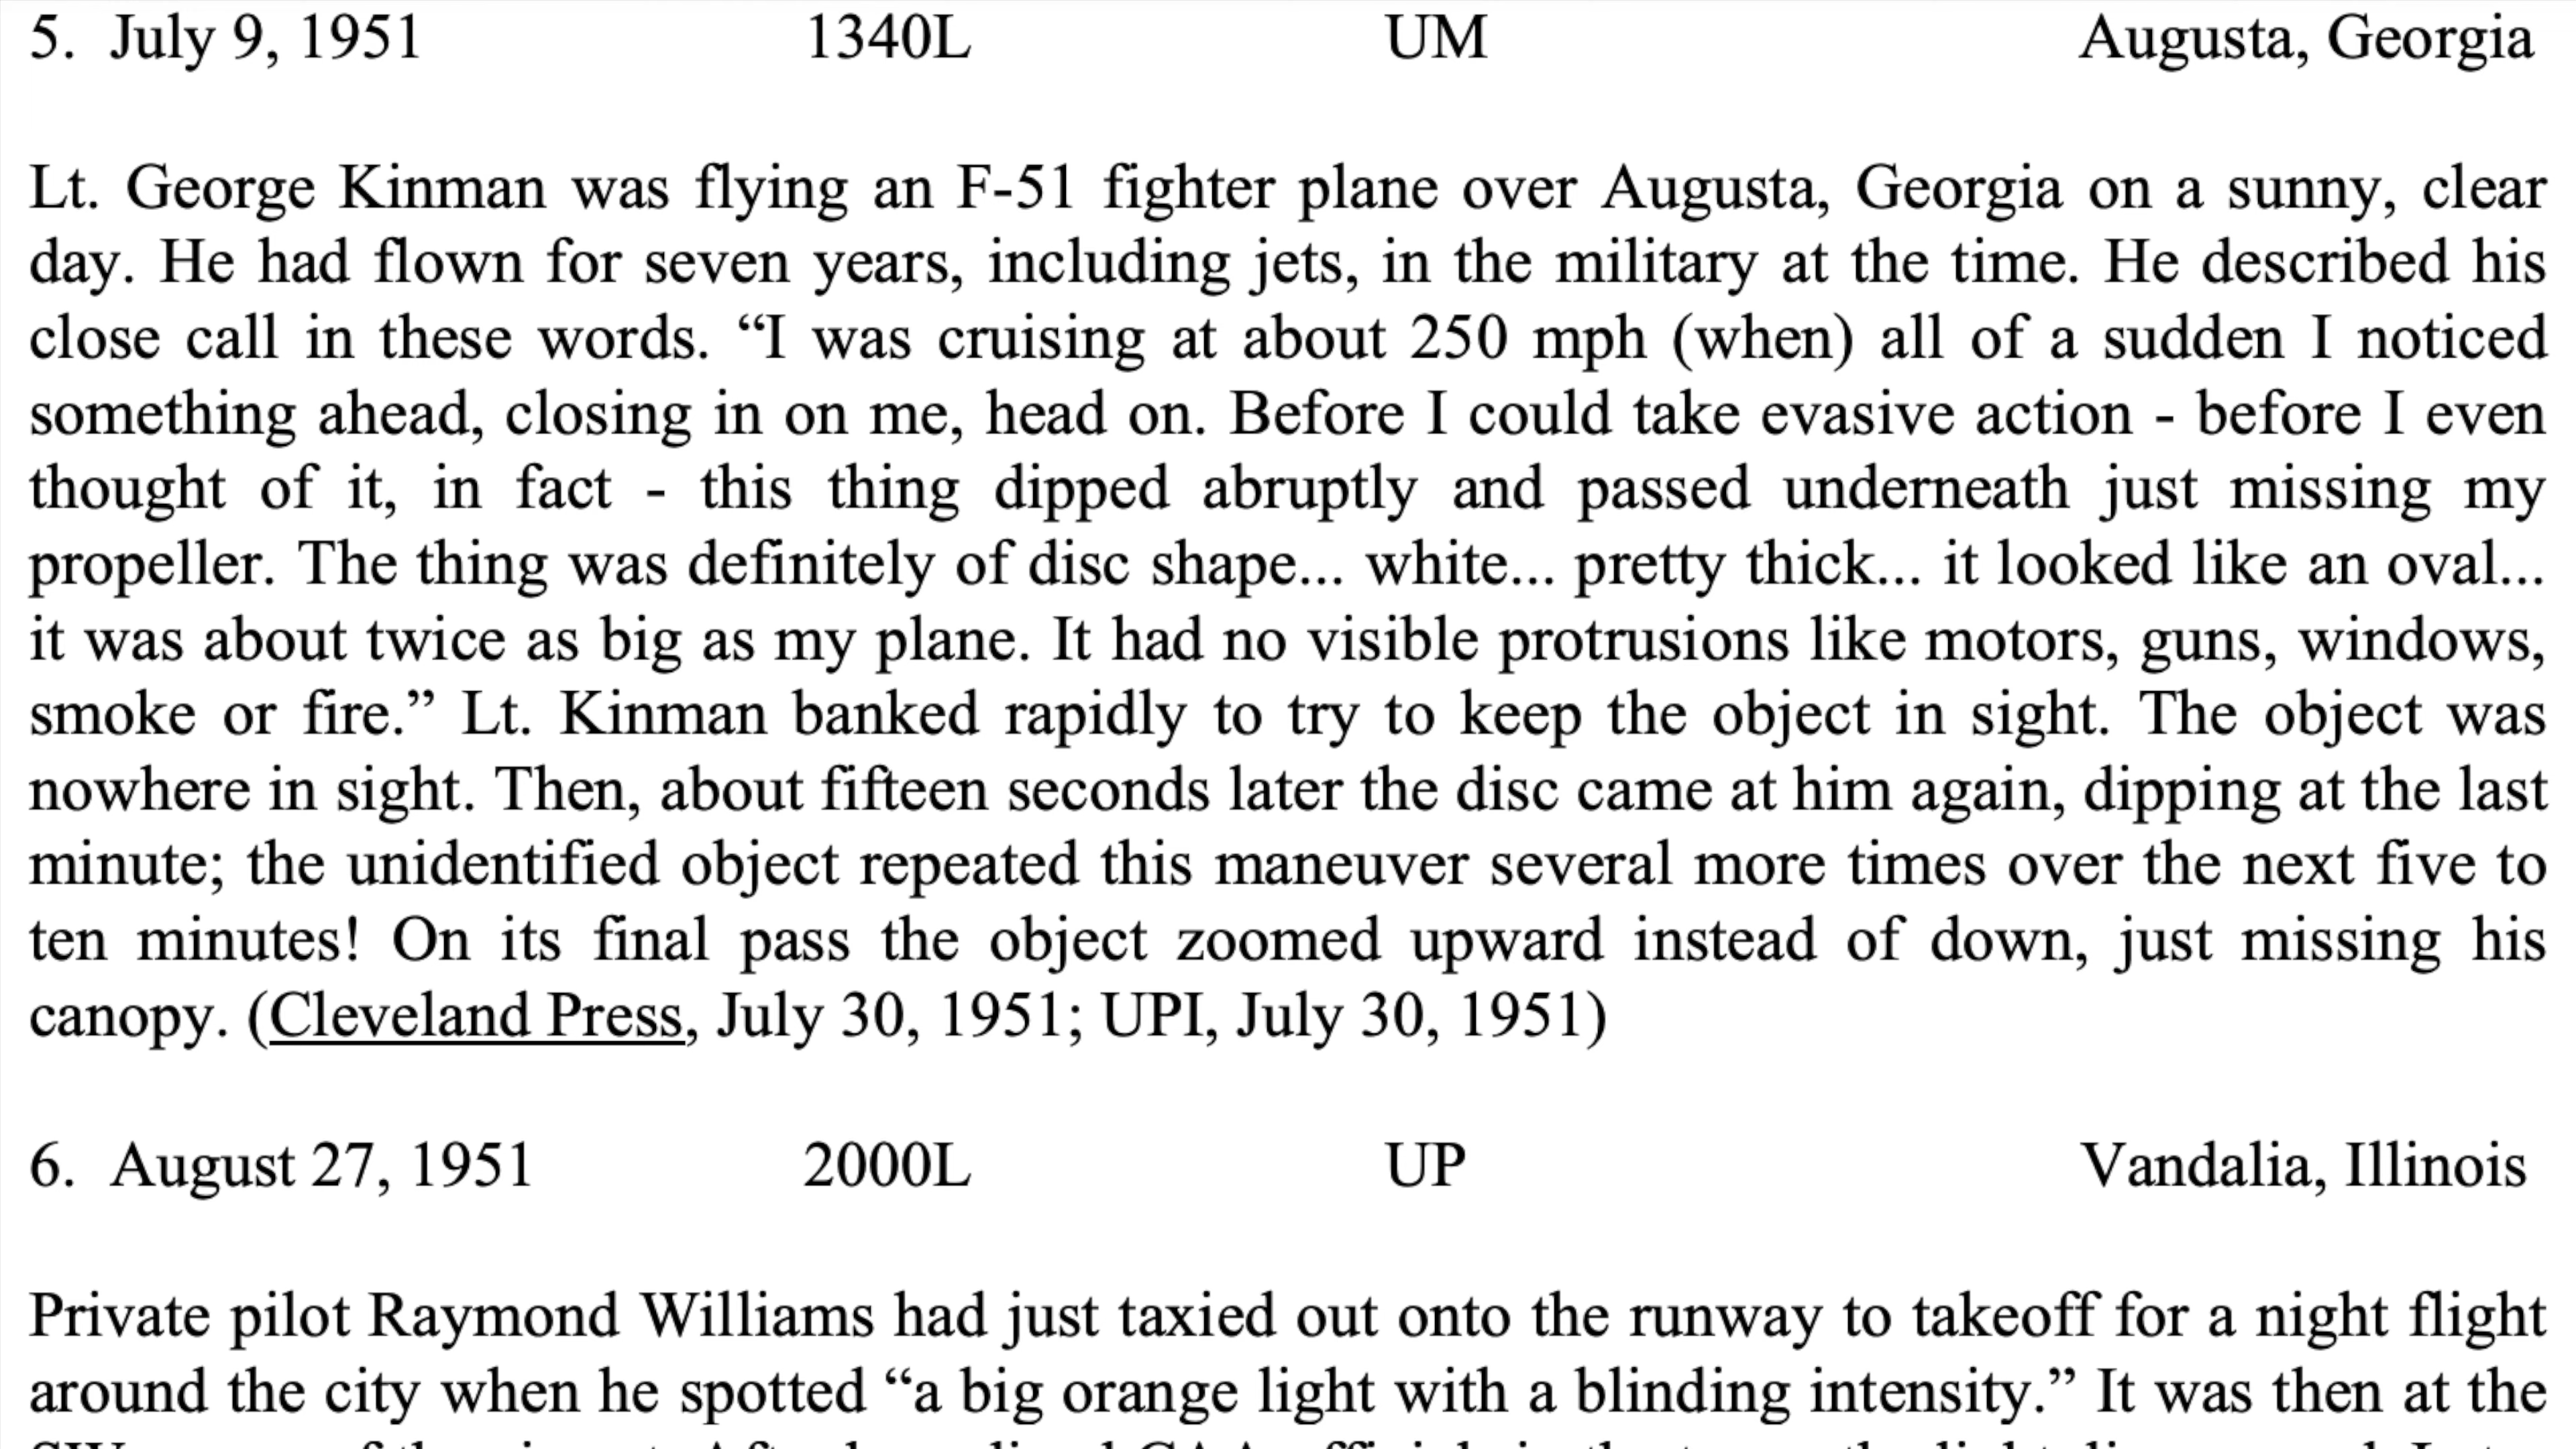 5. July 9, 1951 1340L UM Augusta, Georgia
Lt. George Kinman was flying an F-51 fighter plane over Augusta, Georgia on a sunny, clear
day. He had flown for seven years, including jets, in the military at the time. He described his
close call in these words. “I was cruising at about 250 mph (when) all of a sudden I noticed
something ahead, closing in on me, head on. Before I could take evasive action - before I even
thought of it, in fact - this thing dipped abruptly and passed underneath just missing my
propeller. The thing was definitely of disc shape... white... pretty thick... it looked like an oval...
it was about twice as big as my plane. It had no visible protrusions like motors, guns, windows,
smoke or fire.” Lt. Kinman banked rapidly to try to keep the object in sight. The object was
nowhere in sight. Then, about fifteen seconds later the disc came at him again, dipping at the last
minute; the unidentified object repeated this maneuver several more times over the next five to
ten minutes! On its final pass the object zoomed upward instead of down, just missing his
canopy. (Cleveland Press, July 30, 1951; UPI, July 30, 1951)
6. August 27, 1951 2000L UP Vandalia, Illinois
Private pilot Raymond Williams had just taxied out onto the runway to takeoff for a night flight
around the city when he spotted “a big orange light with a blinding intensity.” It was then at the